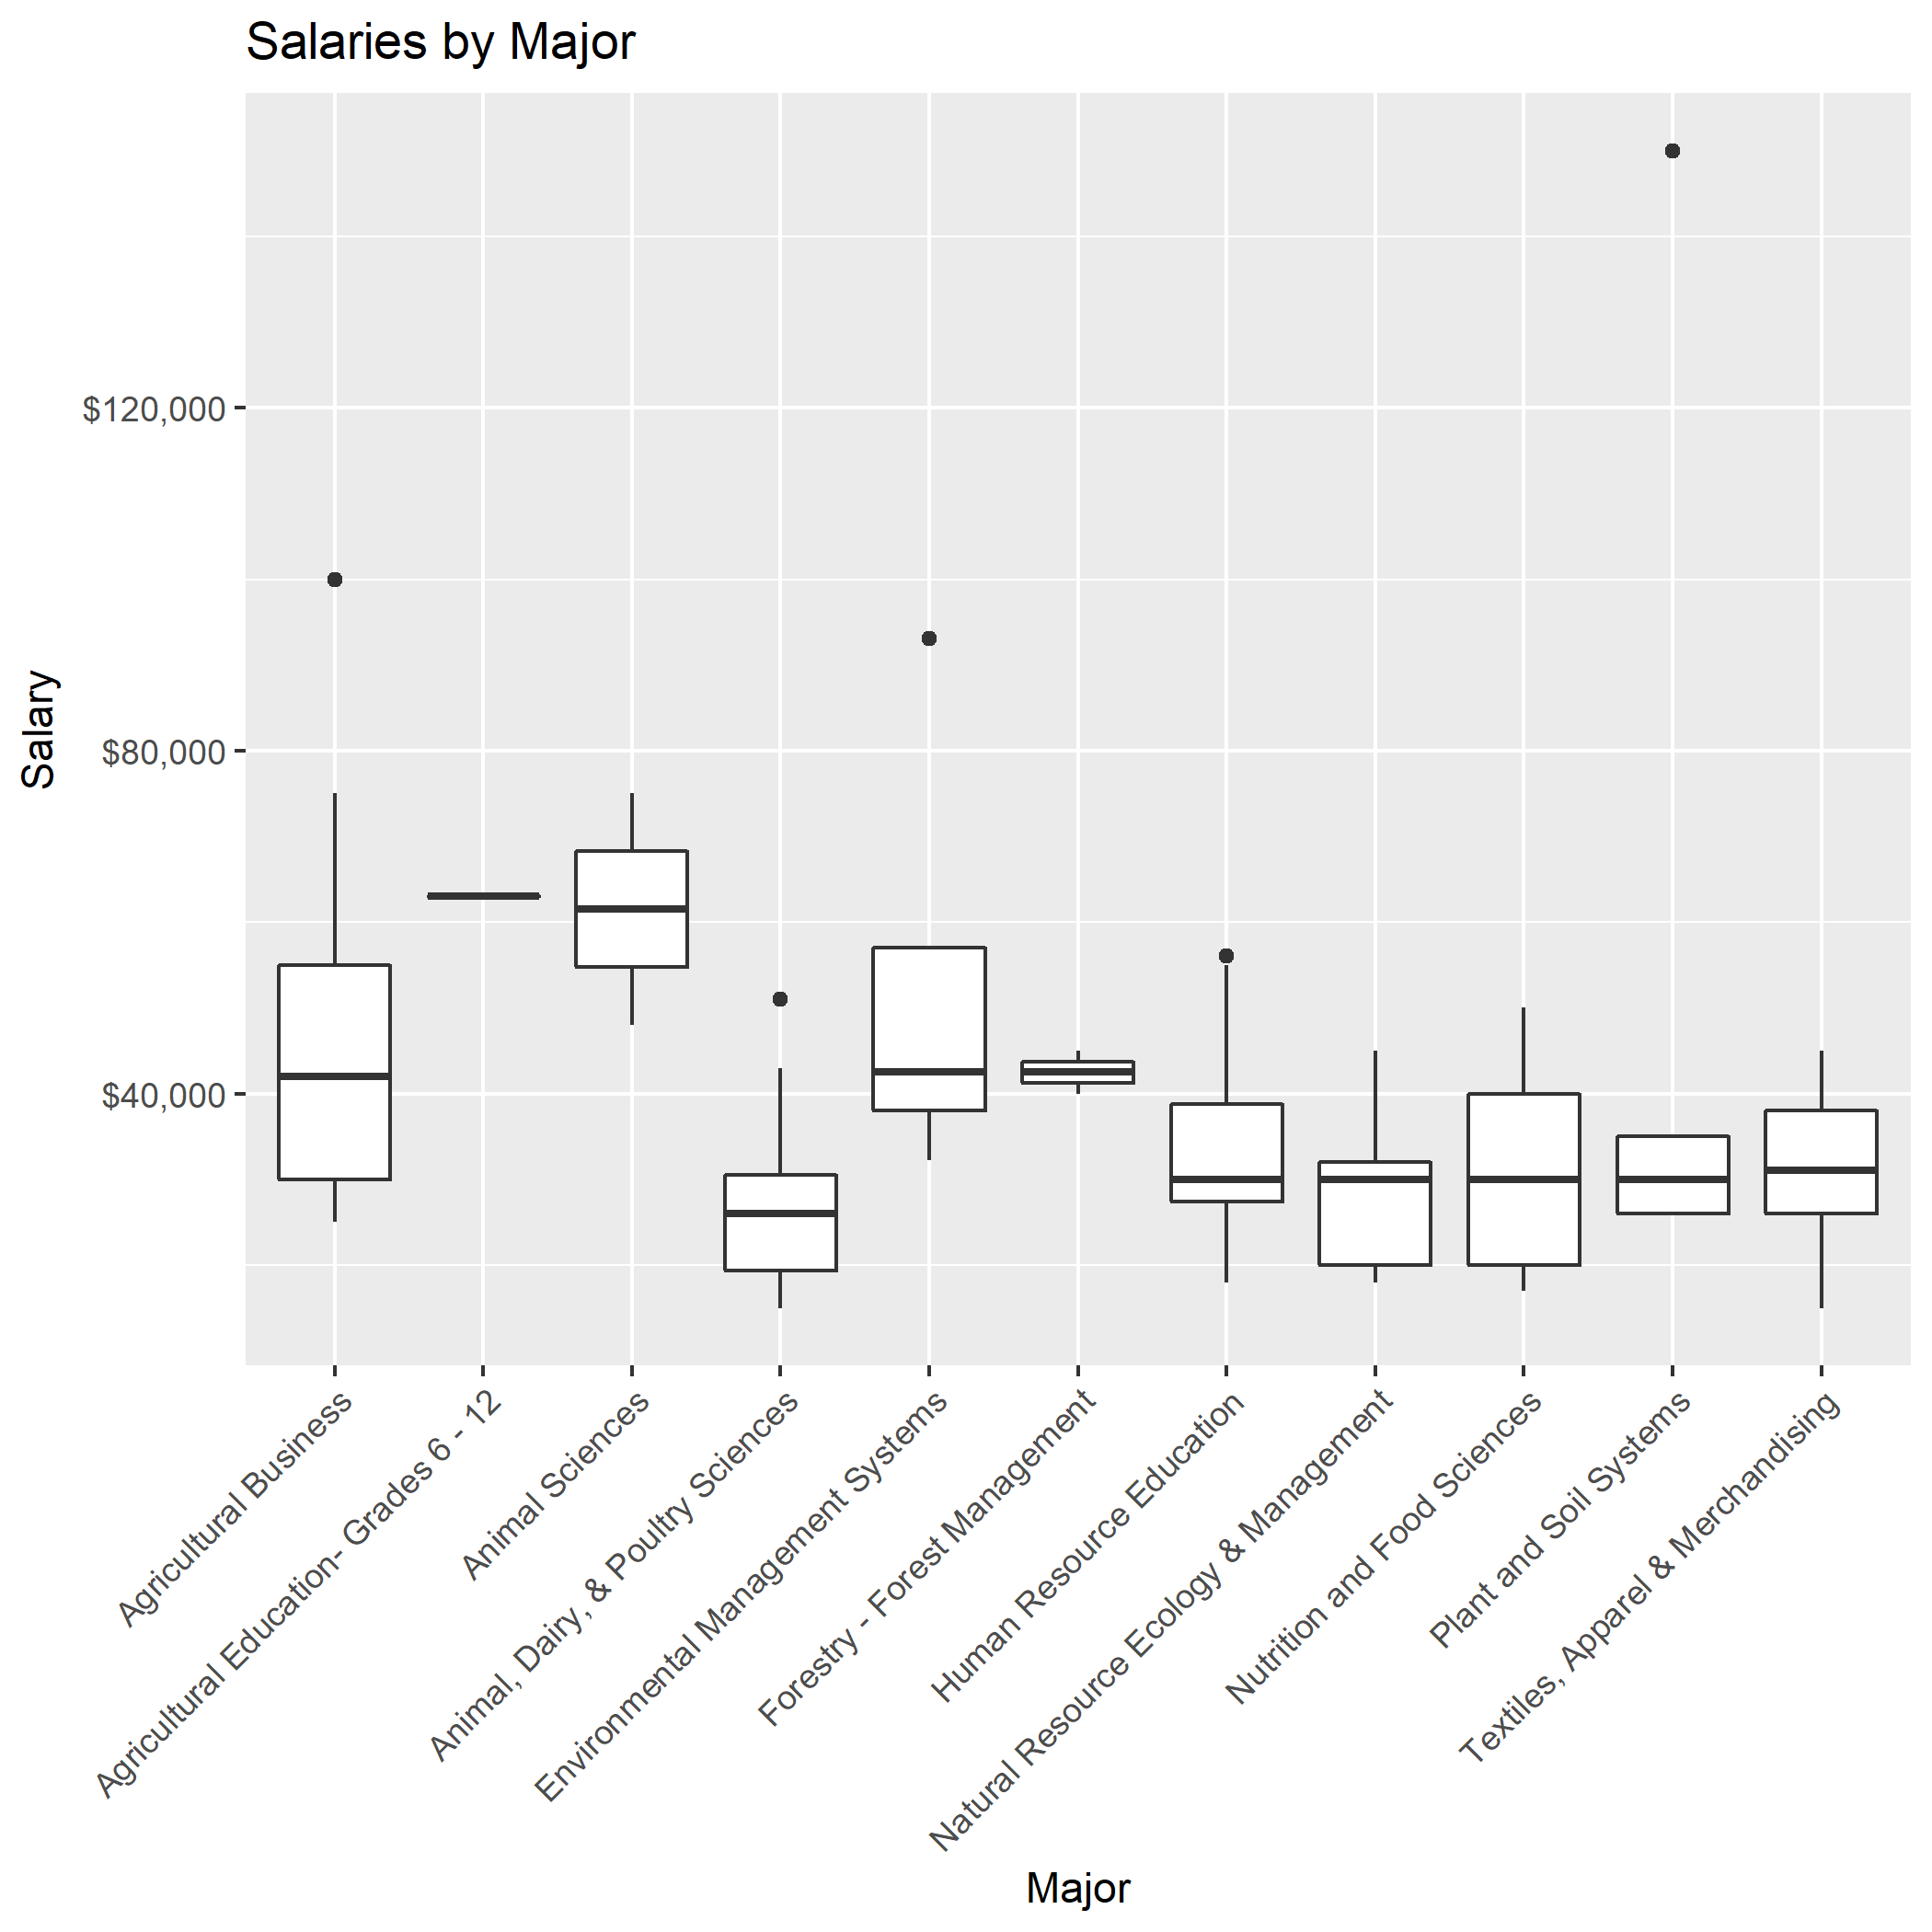 Salaries by Major
Salary
$120,000
$80,000
$40,000
Agricultural Business
Agricultural Education- Grades 6 - 12
Animal Sciences
Animal, Dairy, & Poultry Sciences
Environmental Management Systems
Forestry - Forest Management
Human Resource Education
Natural Resource Ecology & Management
Nutrition and Food Sciences
Plant and Soil Systems
Textiles, Apparel & Merchandising
Major